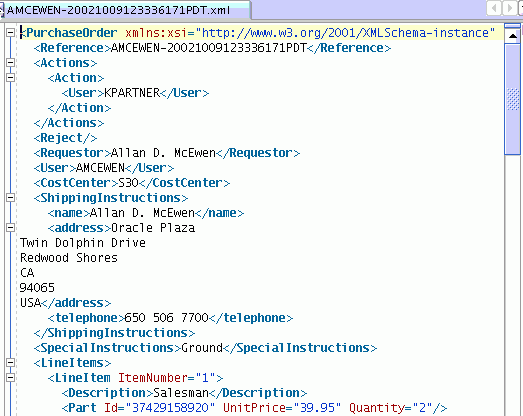 AMCEWEN-20021009123336171PDT.xml
<PurchaseOrder xmlns:xsi="http://www.w3.org/2001/XMLSchema-instance"
<Reference>AMCEWEN-20021009123336171PDT</Reference>
<Actions>
<Action>
<User>KPARTNER</User>
</Action>
</Actions>
<Reject/>
<Requestor>Allan D. McEwen</Requestor>
<User>AMCEWEN</User>
<CostCenter>S30</CostCenter>
<ShippingInstructions>
<name>Allan D. McEwen</name>
<address>Oracle Plaza
Twin Dolphin Drive
Redwood Shores
CA
94065
USA</address>
<telephone>650 506 7700</telephone>
</ShippingInstructions>
<SpecialInstructions>Ground</SpecialInstructions>
<LineItems>
<LineItem ItemNumber="1">
<Description>Salesman</Description>
<Part Id="37429158920" UnitPrice="39.95" Quantity="2"/>